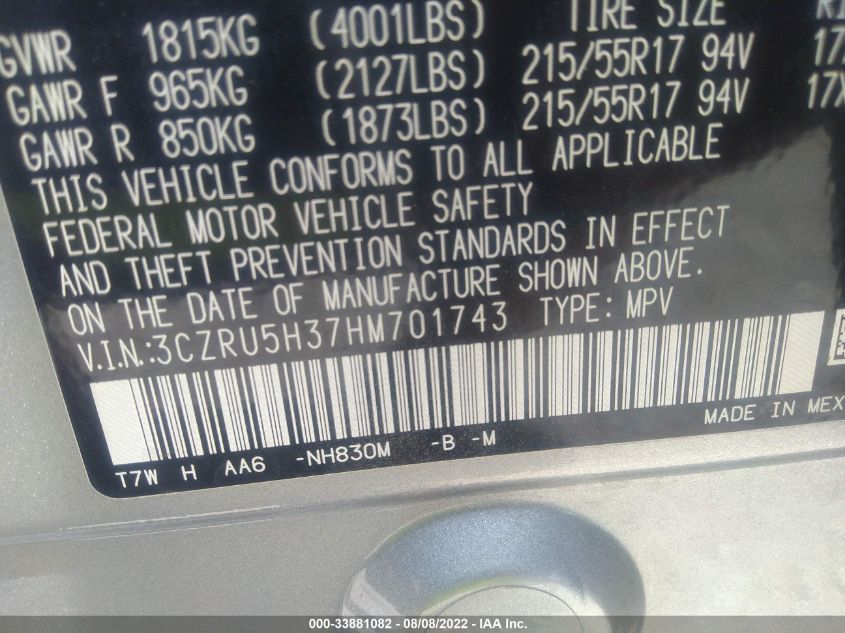 GVWR 1815KG (4001LBS) TIRE SIZE
GAWR F 965KG (2127LBS) 215/55R17 94V
GAWR R 850KG (1873LBS) 215/55R17 94V
THIS VEHICLE CONFORMS TO ALL APPLICABLE
FEDERAL MOTOR VEHICLE SAFETY
AND THEFT PREVENTION STANDARDS IN EFFECT
ON THE DATE OF MANUFACTURE SHOWN ABOVE.
V.I.N.:3CZRU5H37HM701743 TYPE: MPV
MADE IN MEX
T7W H AA6 -NH830M -B -M
000-33881082 - 08/08/2022 - IAA Inc.